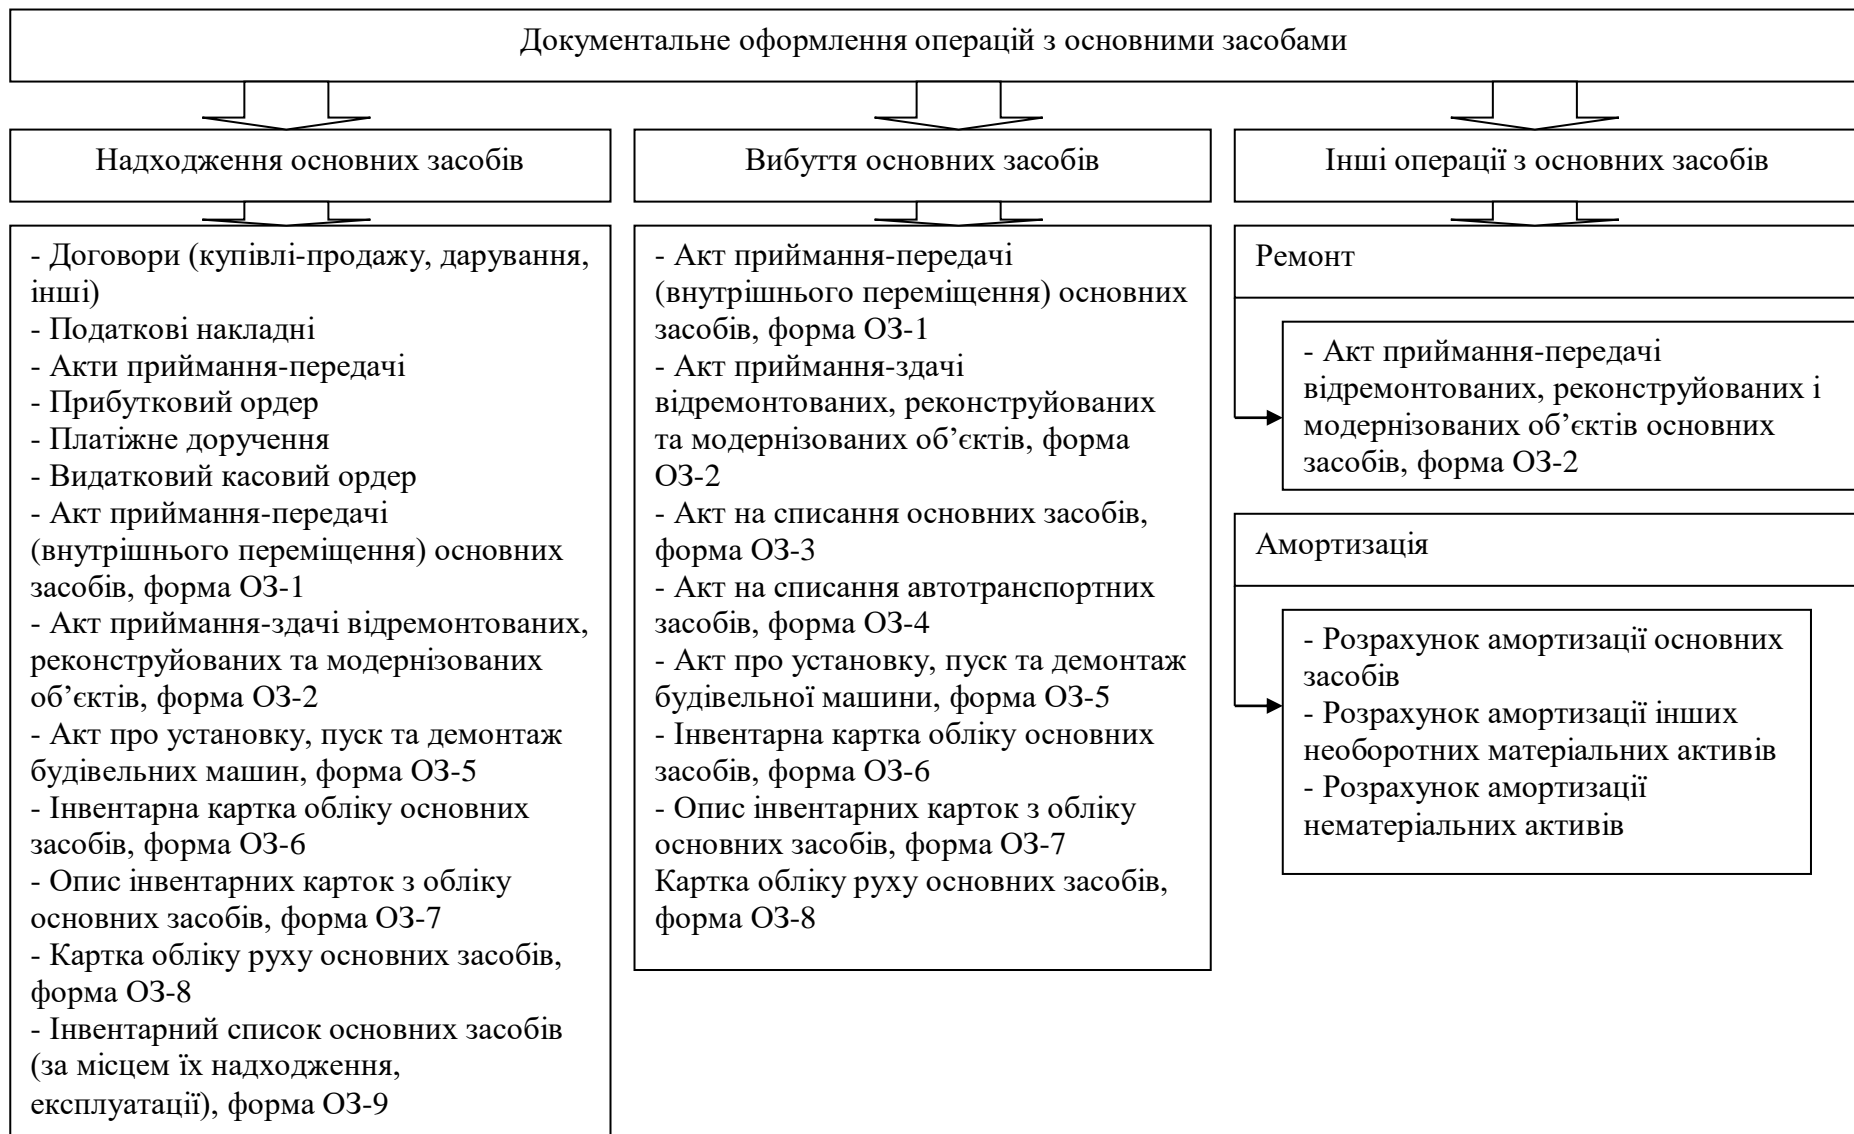 Документальне оформлення операцій з основними засобами
Надходження основних засобів
- Договори (купівлі-продажу, дарування,
інші)
- Податкові накладні
- Акти приймання-передачі
- Прибутковий ордер
- Платіжне доручення
- Видатковий касовий ордер
- Акт приймання-передачі
(внутрішнього переміщення) основних
засобів, форма ОЗ-1
- Акт приймання-здачі відремонтованих,
реконструйованих та модернізованих
об’єктів, форма ОЗ-2
- Акт про установку, пуск та демонтаж
будівельних машин, форма ОЗ-5
- Інвентарна картка обліку основних
засобів, форма ОЗ-6
- Опис інвентарних карток з обліку
основних засобів, форма ОЗ-7
- Картка обліку руху основних засобів,
форма ОЗ-8
- Інвентарний список основних засобів
(за місцем їх надходження,
експлуатації), форма ОЗ-9
Вибуття основних засобів
- Акт приймання-передачі
(внутрішнього переміщення) основних
засобів, форма ОЗ-1
- Акт приймання-здачі
відремонтованих, реконструйованих
та модернізованих об’єктів, форма
ОЗ-2
- Акт на списання основних засобів,
форма ОЗ-3
- Акт на списання автотранспортних
засобів, форма ОЗ-4
- Акт про установку, пуск та демонтаж
будівельної машини, форма ОЗ-5
- Інвентарна картка обліку основних
засобів, форма ОЗ-6
- Опис інвентарних карток з обліку
основних засобів, форма ОЗ-7
Картка обліку руху основних засобів,
форма ОЗ-8
Інші операції з основних засобів
Ремонт
- Акт приймання-передачі
відремонтованих, реконструйованих і
модернізованих об’єктів основних
засобів, форма ОЗ-2
Амортизація
- Розрахунок амортизації основних
засобів
- Розрахунок амортизації інших
необоротних матеріальних активів
- Розрахунок амортизації
нематеріальних активів